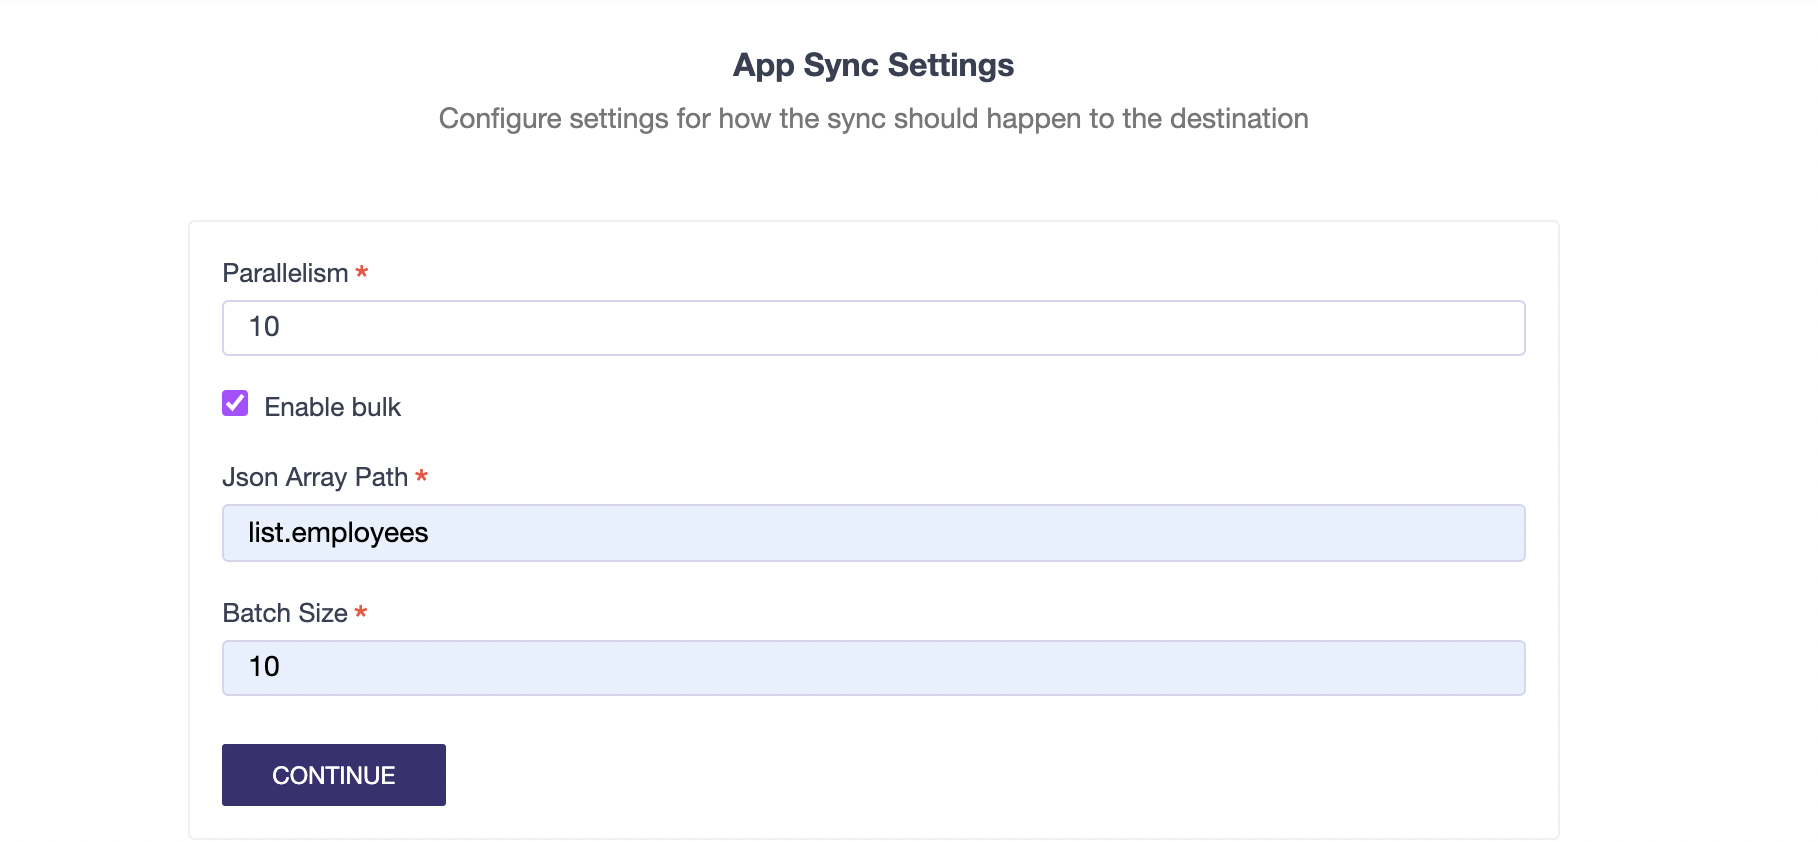 App Sync Settings
Configure settings for how the sync should happen to the destination
Parallelism *
10
Enable bulk
Json Array Path *
list.employees
Batch Size *
10
CONTINUE